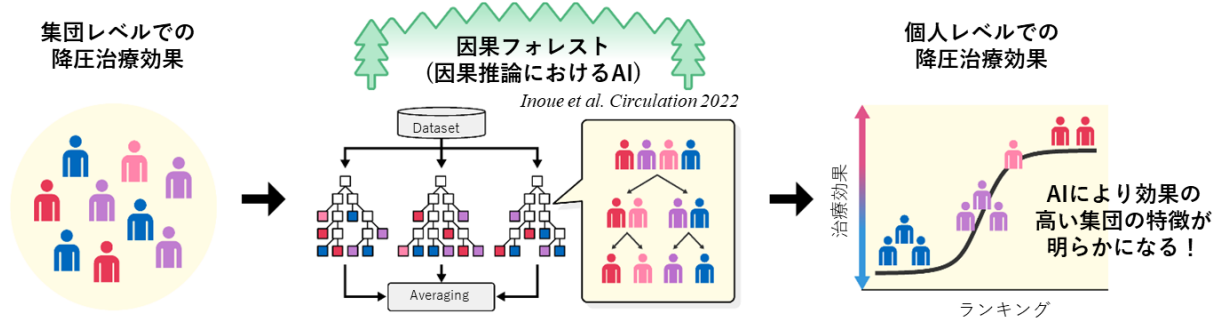 集団レベルでの
降圧治療効果
因果フォレスト
（因果推論におけるAI）
Inoue et al. Circulation 2022
Dataset
Averaging
個人レベルでの
降圧治療効果
治療効果
AIにより効果の
高い集団の特徴が
明らかになる！
ランキング